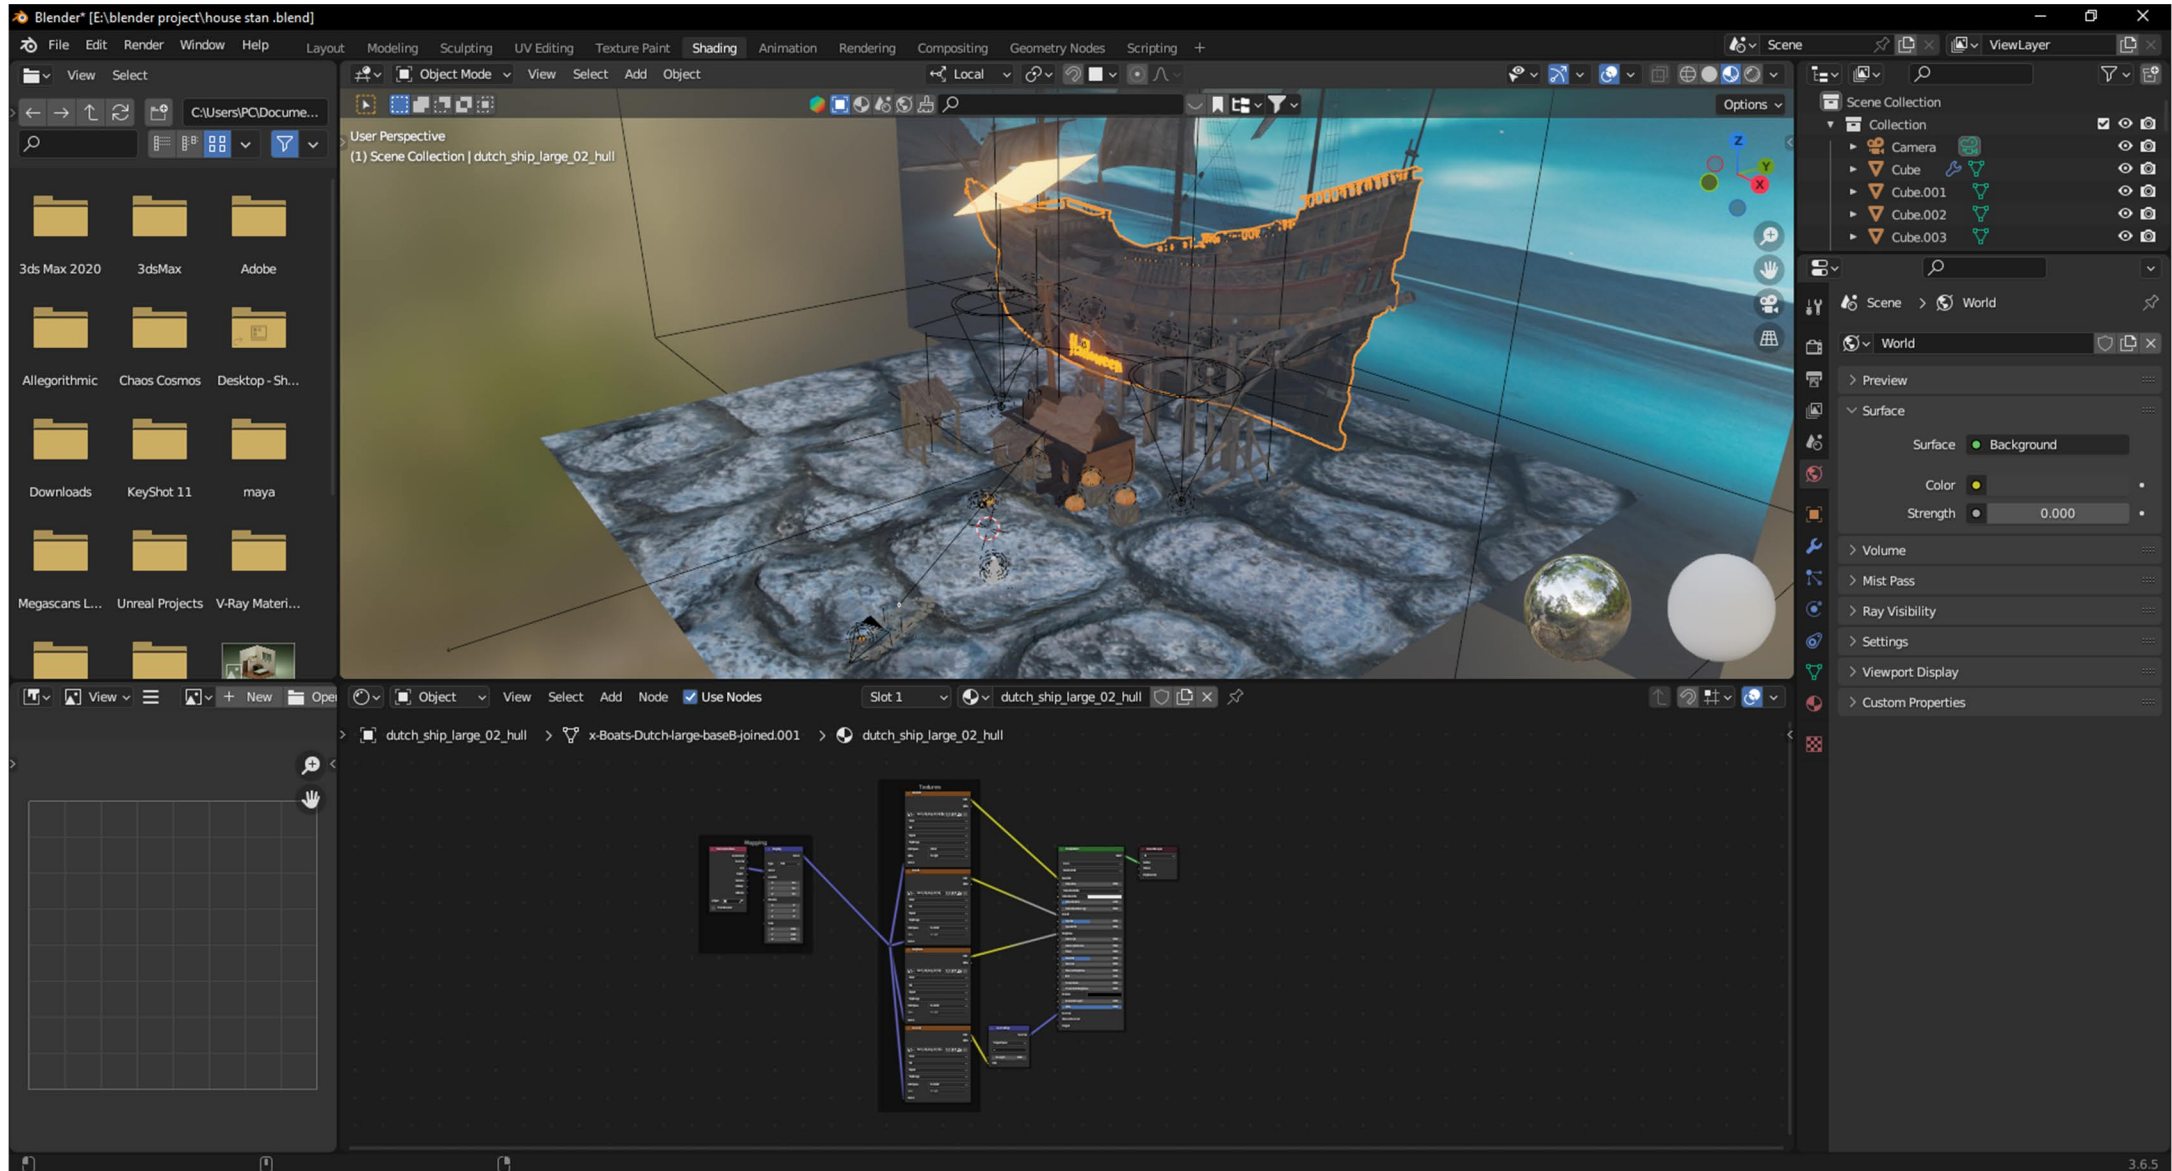 Blender* [E:\blender project\house stan .blend]
File Edit Render Window Help Layout Modeling Sculpting UV Editing Texture Paint Shading Animation Rendering Compositing Geometry Nodes Scripting + Scene ViewLayer
View Select
Object Mode View Select Add Object Local
C:\Users\PC\Docume...
Options
User Perspective
(1) Scene Collection | dutch_ship_large_02_hull
Z
Y
X
Halloween
3ds Max 2020 3dsMax Adobe
Allegorithmic Chaos Cosmos Desktop - Sh...
Downloads KeyShot 11 maya
Megascans L... Unreal Projects V-Ray Materi...
Scene Collection
Collection
Camera
Cube
Cube.001
Cube.002
Cube.003
Scene > World
World
Preview
Surface
Surface Background
Color
Strength 0.000
Volume
Mist Pass
Ray Visibility
Settings
Viewport Display
Custom Properties
View + New Open
Object View Select Add Node Use Nodes Slot 1 dutch_ship_large_02_hull
dutch_ship_large_02_hull > x-Boats-Dutch-large-baseB-joined.001 > dutch_ship_large_02_hull
Textures
Mapping
3.6.5